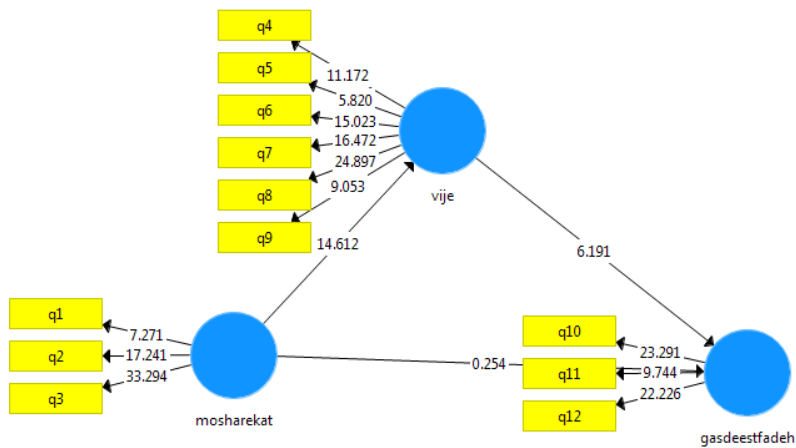 q4
q5
q6
q7
q8
q9
11.172
5.820
15.023
16.472
24.897
9.053
vije
14.612
6.191
q1
q2
q3
7.271
17.241
33.294
mosharekat
0.254
q10
q11
q12
23.291
9.744
22.226
gasdeestfadeh